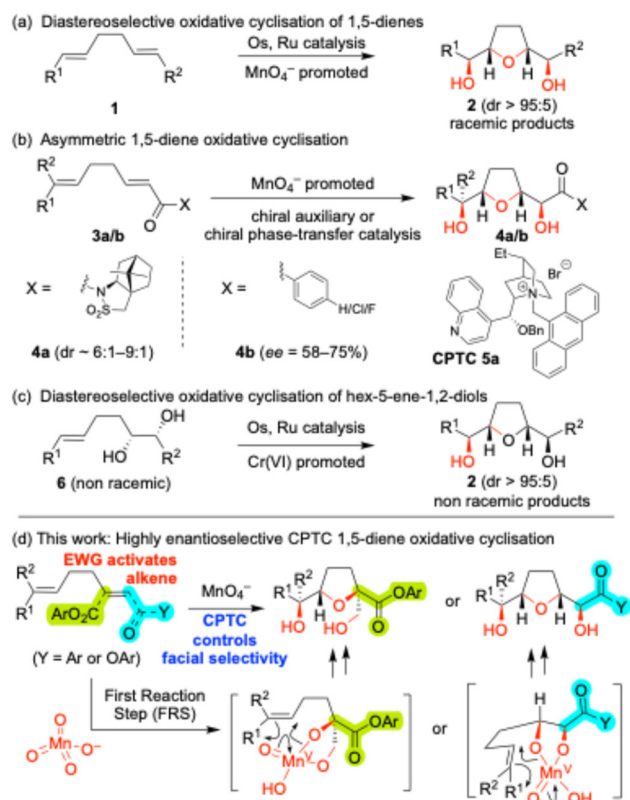 (a) Diastereoselective oxidative cyclisation of 1,5-dienes
R1
R2
1
Os, Ru catalysis
MnO4– promoted
R1
R2
O
HO
H
H
OH
2 (dr > 95:5)
racemic products
(b) Asymmetric 1,5-diene oxidative cyclisation
R2
R1
O
X
3a/b
MnO4– promoted
chiral auxiliary or
chiral phase-transfer catalysis
R1
R2
O
O
X
HO
H
H
OH
4a/b
X =
N
O2S
4a (dr ~ 6:1–9:1)
X =
H/Cl/F
4b (ee = 58–75%)
Et
Br–
N
+
N
OBn
CPTC 5a
(c) Diastereoselective oxidative cyclisation of hex-5-ene-1,2-diols
OH
R1
HO
R2
6 (non racemic)
Os, Ru catalysis
Cr(VI) promoted
R1
R2
O
HO
H
H
OH
2 (dr > 95:5)
non racemic products
(d) This work: Highly enantioselective CPTC 1,5-diene oxidative cyclisation
EWG activates
alkene
R2
R1
ArO2C
Y
O
(Y = Ar or OAr)
MnO4–
CPTC
controls
facial selectivity
R1
R2
H
O
OAr
O
HO
HO
or
R1
R2
O
O
Y
HO
H
H
OH
First Reaction
Step (FRS)
O
O
Mn
O–
O
R2
R1
O
O
OAr
O
MnV
O
HO
or
H
O
Y
O
O
R2
R1
MnV
O
OH